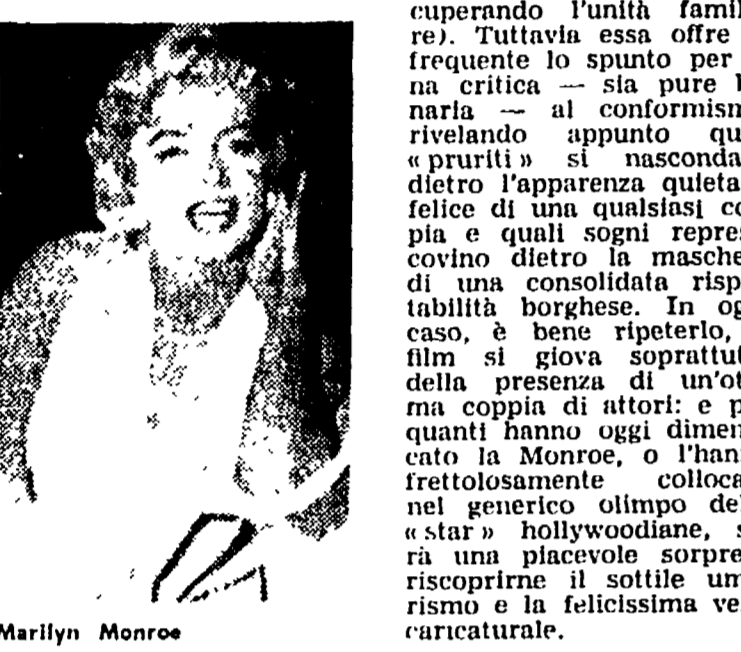 cuperando l'unità famil
re). Tuttavia essa offre
frequente lo spunto per
na critica — sia pure b
naria — al conformism
rivelando appunto qu
« pruriti » si nasconda
dietro l'apparenza quieta
felice di una qualsiasi co
pia e quali sogni repres
covino dietro la masche
di una consolidata risp
tabilità borghese. In og
caso, è bene ripeterlo,
film si giova soprattut
della presenza di un'ot
ma coppia di attori: e p
quanti hanno oggi dimen
cato la Monroe, o l'han
frettolosamente colloca
nel generico olimpo del
« star » hollywoodiane, s
rà una piacevole sorpre
riscoprirne il sottile um
rismo e la felicissima ve
caricaturale.
Marilyn Monroe